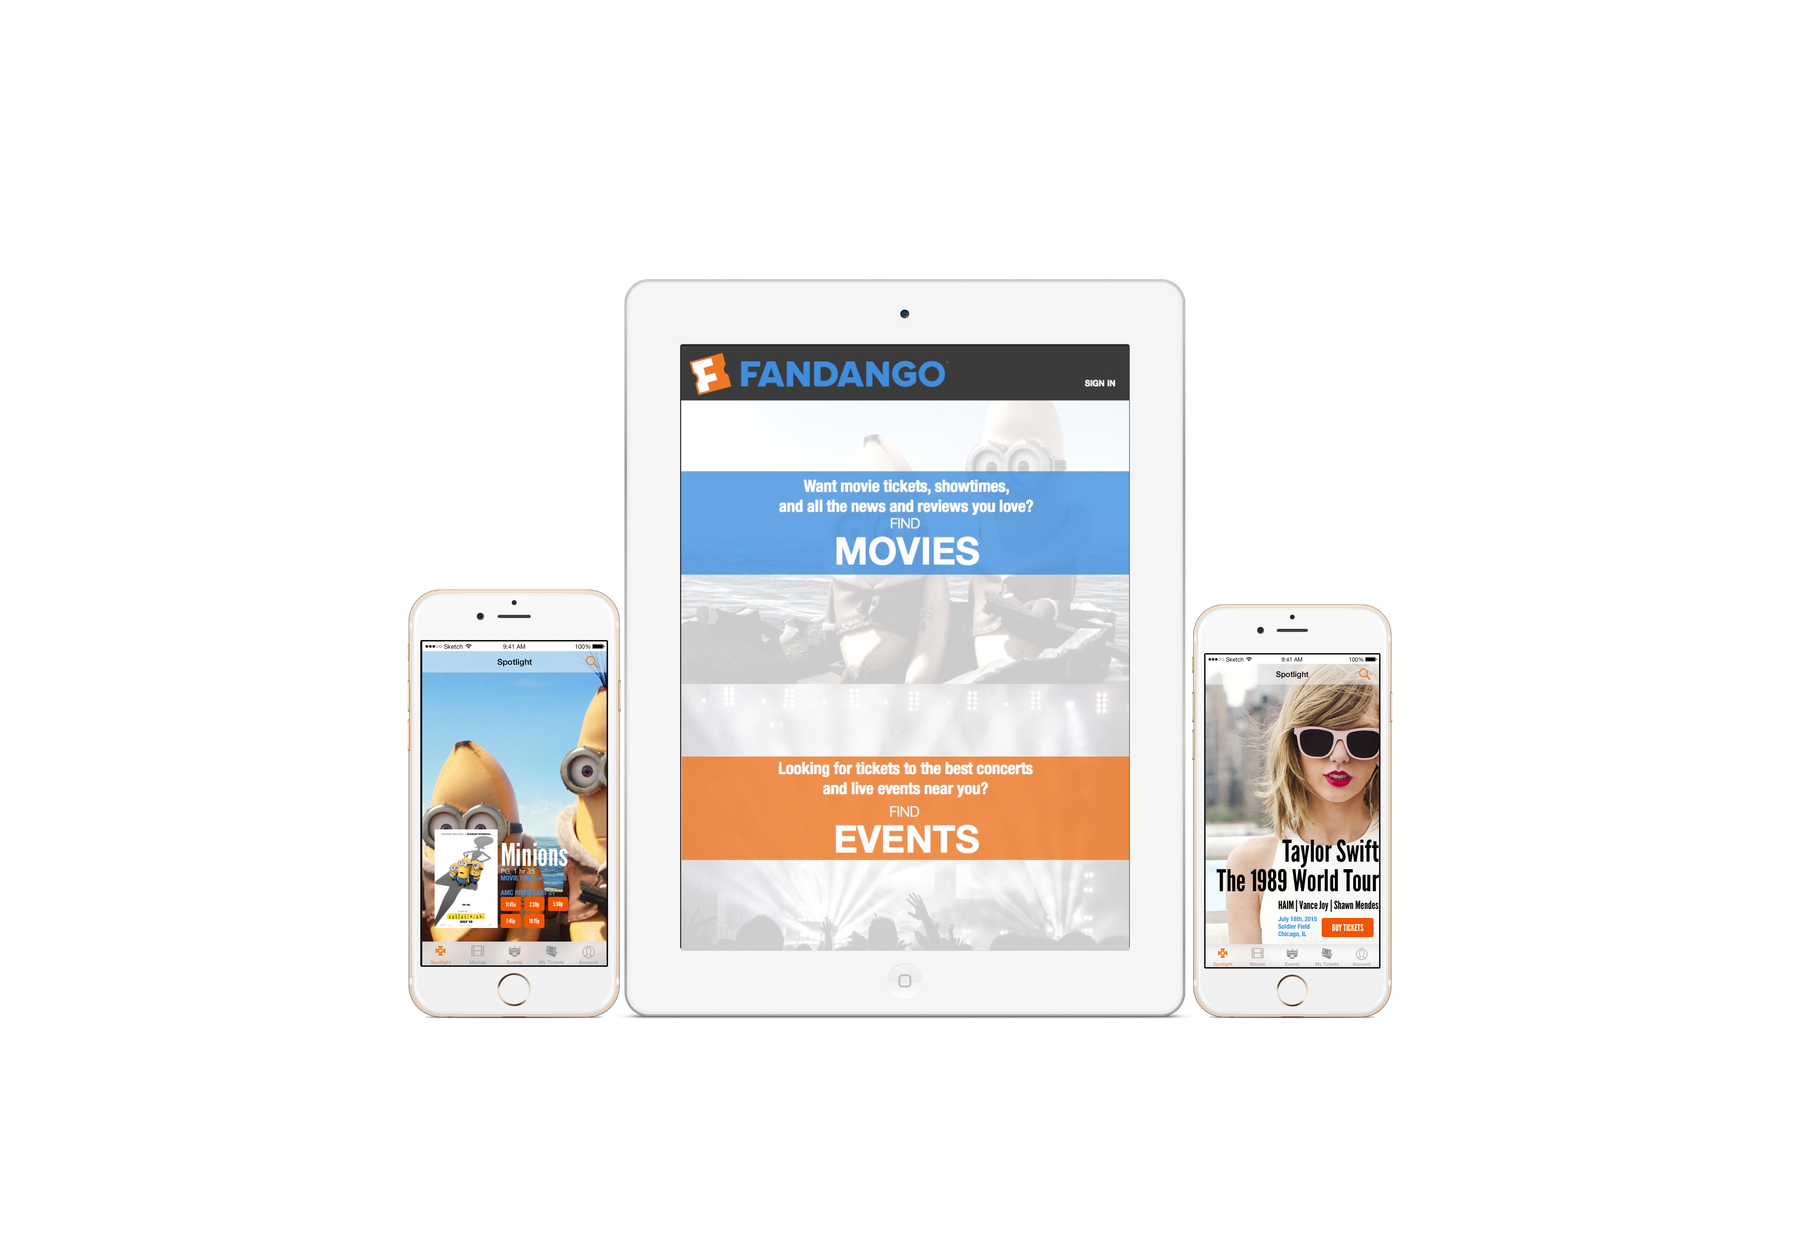 ●●●○○ Sketch 9:41 AM 100%
Spotlight
Minions
PG, 1 hr 35
JULY 10
11:45a 2:20p 5:00p
7:45p 10:15p
Spotlight Movies Events My Tickets Account
FANDANGO
SIGN IN
Want movie tickets, showtimes,
and all the news and reviews you love?
FIND
MOVIES
Looking for tickets to the best concerts
and live events near you?
FIND
EVENTS
●●●○○ Sketch 9:41 AM 100%
Spotlight
Taylor Swift
The 1989 World Tour
HAIM | Vance Joy | Shawn Mendes
July 18th, 2015
Soldier Field
Chicago, IL
BUY TICKETS
Spotlight Movies Events My Tickets Account